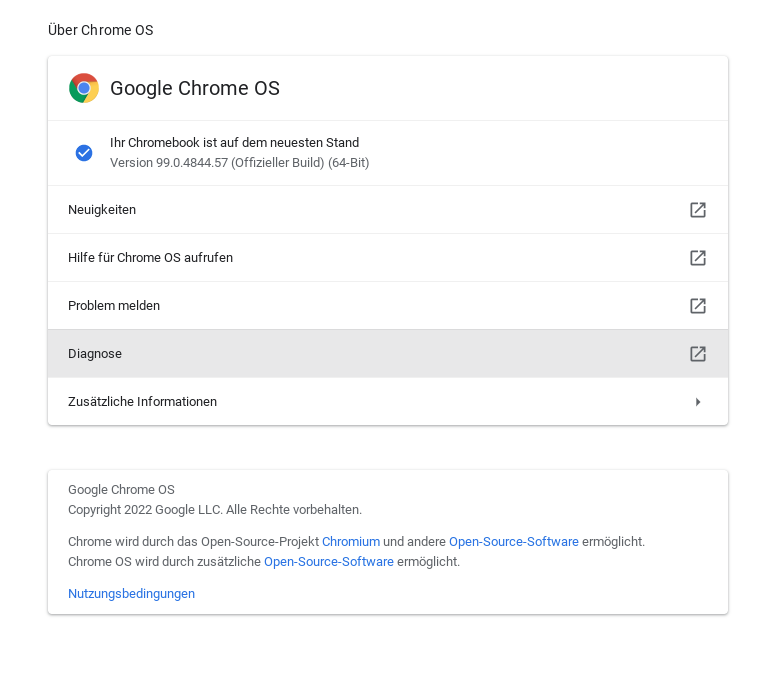 Über Chrome OS
Google Chrome OS
Ihr Chromebook ist auf dem neuesten Stand
Version 99.0.4844.57 (Offizieller Build) (64-Bit)
Neuigkeiten
Hilfe für Chrome OS aufrufen
Problem melden
Diagnose
Zusätzliche Informationen
Google Chrome OS
Copyright 2022 Google LLC. Alle Rechte vorbehalten.
Chrome wird durch das Open-Source-Projekt Chromium und andere Open-Source-Software ermöglicht.
Chrome OS wird durch zusätzliche Open-Source-Software ermöglicht.
Nutzungsbedingungen